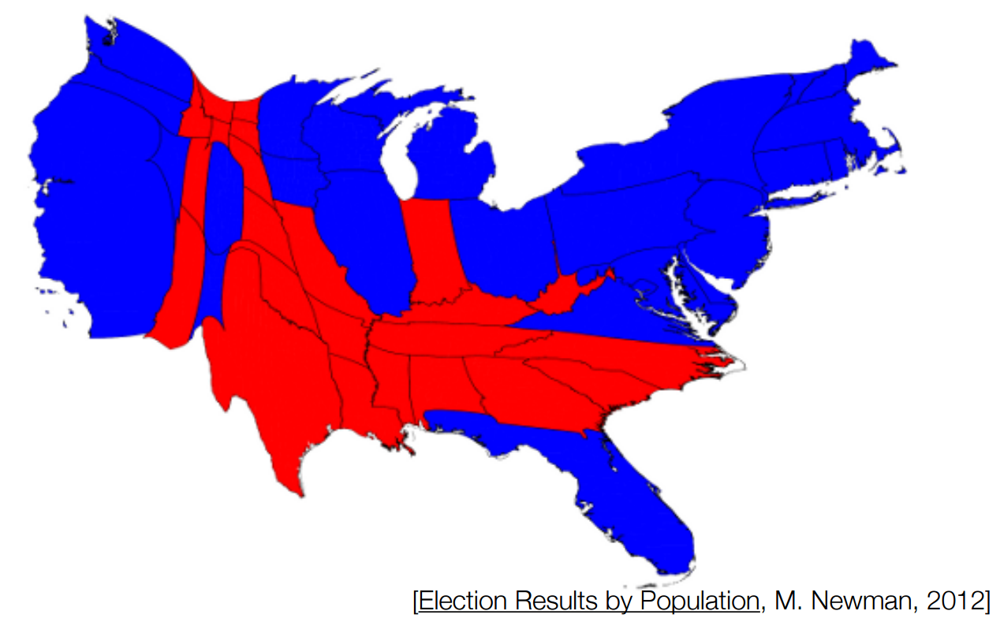 [Election Results by Population, M. Newman, 2012]